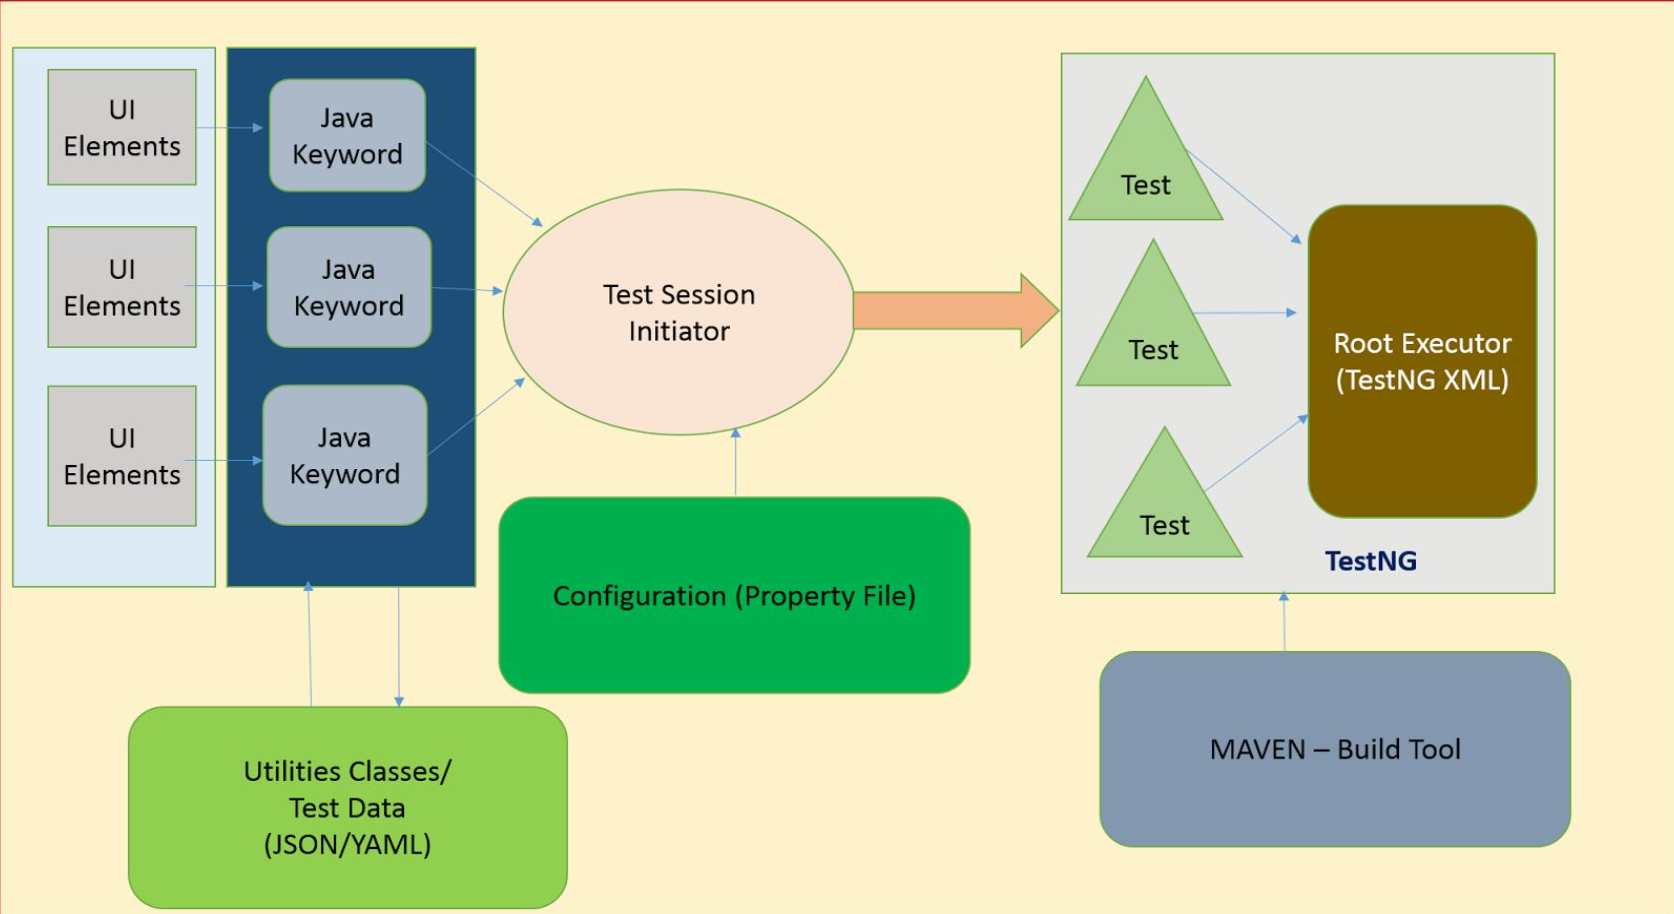 UI
Elements
Java
Keyword
UI
Elements
Java
Keyword
UI
Elements
Java
Keyword
Test Session
Initiator
Test
Test
Test
Root Executor
(TestNG XML)
TestNG
Configuration (Property File)
Utilities Classes/
Test Data
(JSON/YAML)
MAVEN – Build Tool